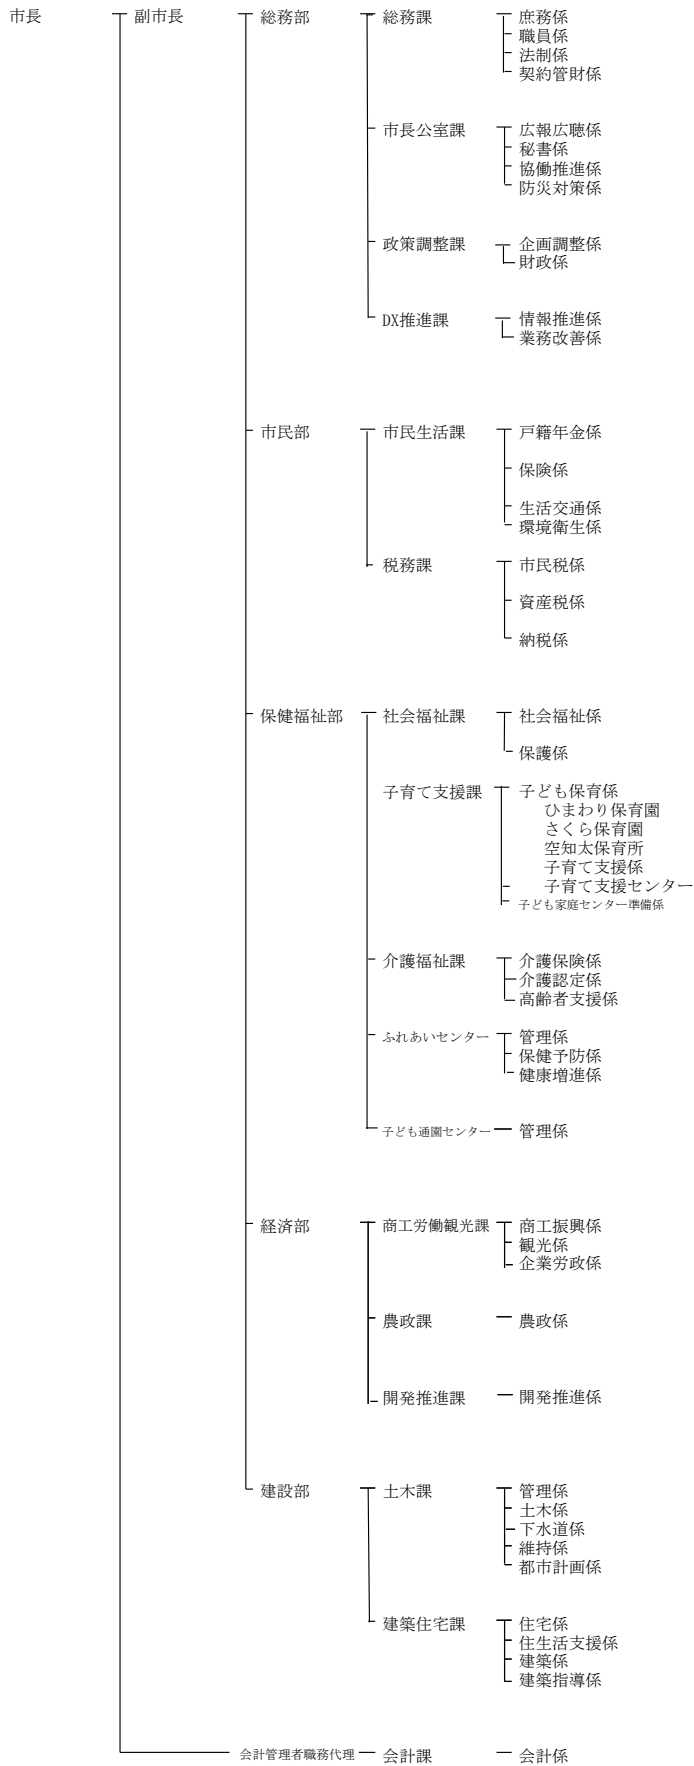 市長 副市長 総務部 総務課 庶務係
職員係
法制係
契約管財係
市長公室課 広報広聴係
秘書係
協働推進係
防災対策係
政策調整課 企画調整係
財政係
DX推進課 情報推進係
業務改善係
市民部 市民生活課 戸籍年金係
保険係
生活交通係
環境衛生係
税務課 市民税係
資産税係
納税係
保健福祉部 社会福祉課 社会福祉係
保護係
子育て支援課 子ども保育係
ひまわり保育園
さくら保育園
空知太保育所
子育て支援係
子育て支援センター
子ども家庭センター準備係
介護福祉課 介護保険係
介護認定係
高齢者支援係
ふれあいセンター 管理係
保健予防係
健康増進係
子ども通園センター 管理係
経済部 商工労働観光課 商工振興係
観光係
企業労政係
農政課 農政係
開発推進課 開発推進係
建設部 土木課 管理係
土木係
下水道係
維持係
都市計画係
建築住宅課 住宅係
住生活支援係
建築係
建築指導係
会計管理者職務代理 会計課 会計係